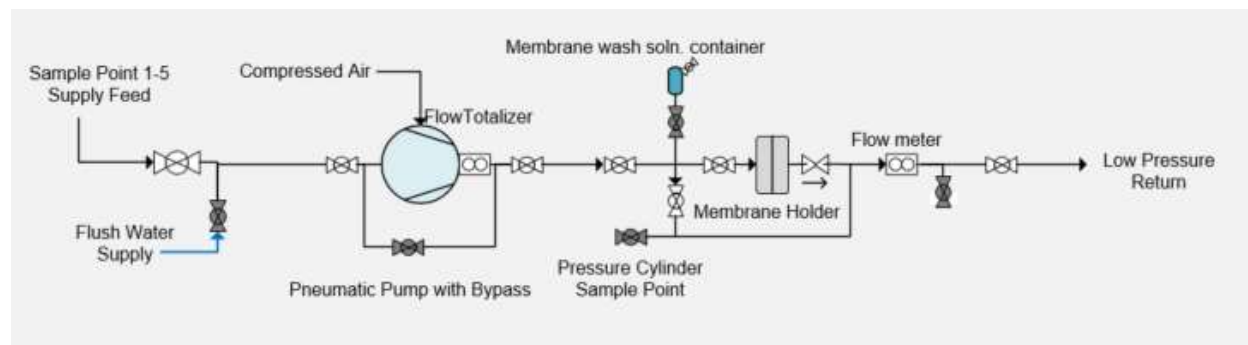 Membrane wash soln. container
Sample Point 1-5
Supply Feed
Compressed Air
FlowTotalizer
Flow meter
Low Pressure
Return
Membrane Holder
Flush Water
Supply
Pressure Cylinder
Sample Point
Pneumatic Pump with Bypass